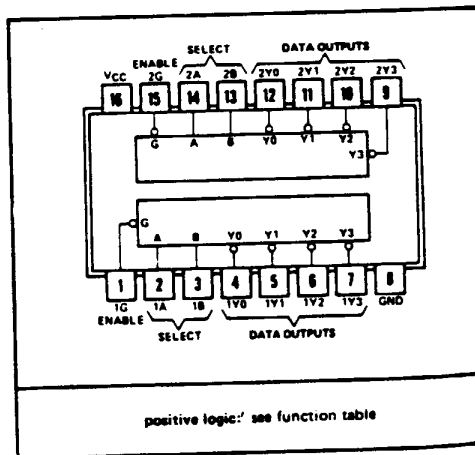 SELECT DATA OUTPUTS
ENABLE
VCC 2G 2A 2B 2Y0 2Y1 2Y2 2Y3
16 15 14 13 12 11 10 9
G A B Y0 Y1 Y2
Y3
G
A B Y0 Y1 Y2 Y3
1 2 3 4 5 6 7 8
1G 1A 1B 1Y0 1Y1 1Y2 1Y3 GND
ENABLE
SELECT DATA OUTPUTS
positive logic:' see function table